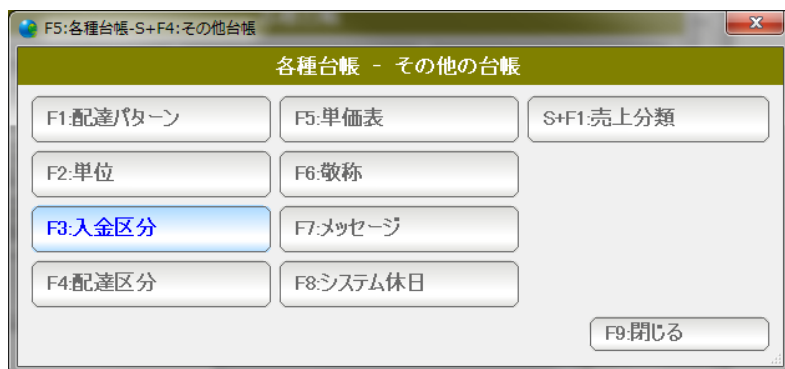 F5:各種台帳-S+F4:その他台帳
各種台帳 - その他の台帳
F1:配達パターン
F5:単価表
S+F1:売上分類
F2:単位
F6:敬称
F3:入金区分
F7:メッセージ
F4:配達区分
F8:システム休日
F9:閉じる